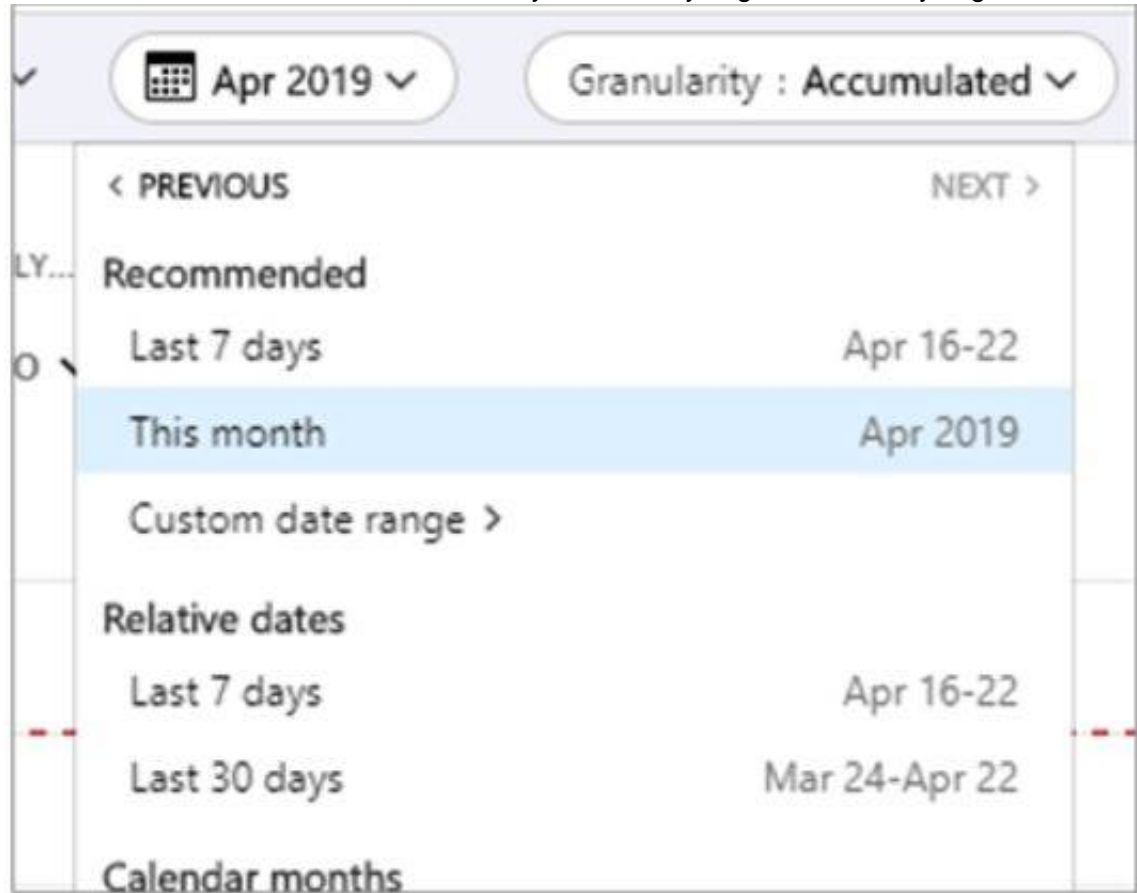 Apr 2019
Granularity : Accumulated
< PREVIOUS NEXT >
LY...
Recommended
Last 7 days Apr 16-22
This month Apr 2019
Custom date range >
Relative dates
Last 7 days Apr 16-22
Last 30 days Mar 24-Apr 22
Calendar months